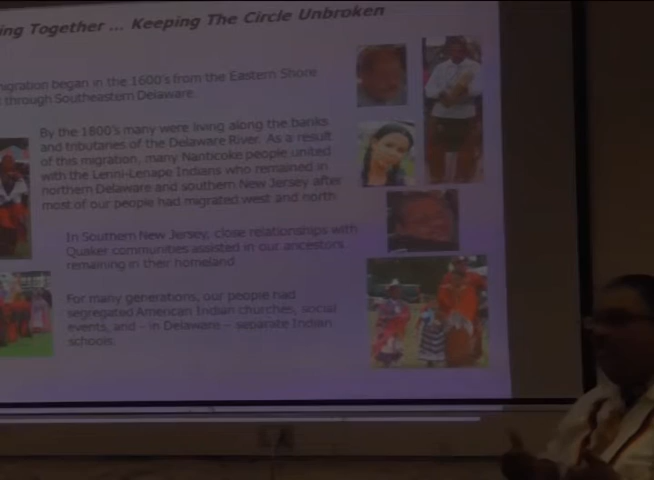 ing Together ... Keeping The Circle Unbroken
migration began in the 1600's from the Eastern Shore
through Southeastern Delaware.
By the 1800's many were living along the banks
and tributaries of the Delaware River. As a result
of this migration, many Nanticoke people united
with the Lenni-Lenape Indians who remained in
northern Delaware and southern New Jersey after
most of our people had migrated west and north.
In Southern New Jersey, close relationships with
Quaker communities assisted in our ancestors
remaining in their homeland.
For many generations, our people had
segregated American Indian churches, social
events, and – in Delaware – separate Indian
schools.